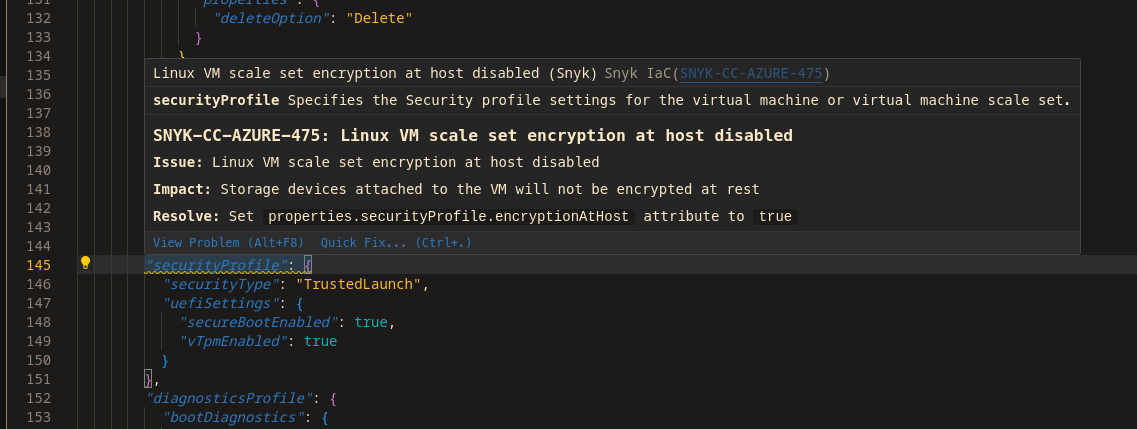 131 "properties": {
132 "deleteOption": "Delete"
133 }
134 }
135 Linux VM scale set encryption at host disabled (Snyk) Snyk IaC(SNYK-CC-AZURE-475)
136 securityProfile Specifies the Security profile settings for the virtual machine or virtual machine scale set.
137
138 SNYK-CC-AZURE-475: Linux VM scale set encryption at host disabled
139 Issue: Linux VM scale set encryption at host disabled
140
141 Impact: Storage devices attached to the VM will not be encrypted at rest
142 Resolve: Set properties.securityProfile.encryptionAtHost attribute to true
143
144 View Problem (Alt+F8) Quick Fix... (Ctrl+.)
145 "securityProfile": {
146 "securityType": "TrustedLaunch",
147 "uefiSettings": {
148 "secureBootEnabled": true,
149 "vTpmEnabled": true
150 }
151 },
152 "diagnosticsProfile": {
153 "bootDiagnostics": {